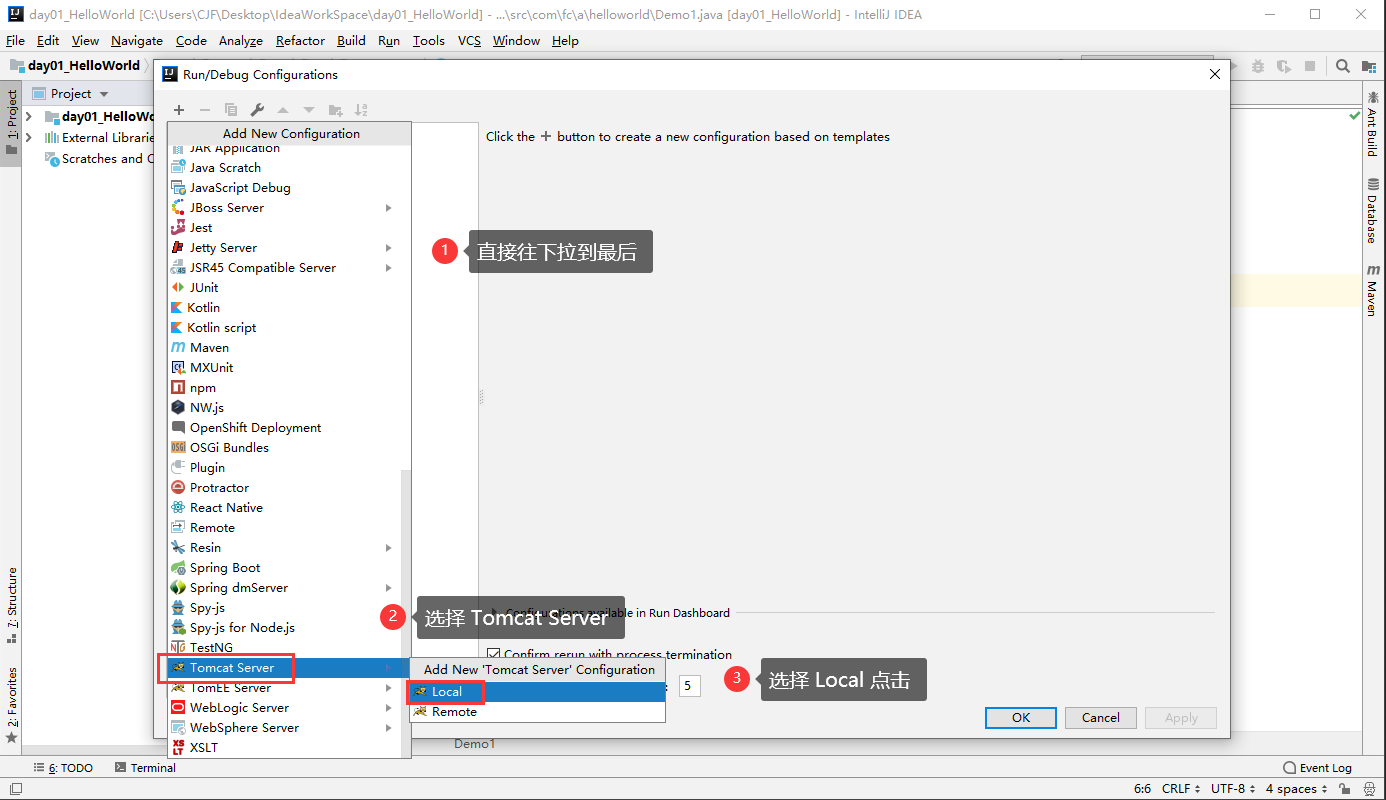 day01_HelloWorld [C:\Users\CJF\Desktop\IdeaWorkSpace\day01_HelloWorld] - ...\src\com\fc\a\helloworld\Demo1.java [day01_HelloWorld] - IntelliJ IDEA
File Edit View Navigate Code Analyze Refactor Build Run Tools VCS Window Help
day01_HelloWorld
Run/Debug Configurations
1: Project
Project
day01_HelloWo
External Librarie
Scratches and C
Add New Configuration
Click the + button to create a new configuration based on templates
JAR Application
Java Scratch
JavaScript Debug
JBoss Server
Jest
Jetty Server
JSR45 Compatible Server
JUnit
Kotlin
Kotlin script
Maven
MXUnit
npm
NW.js
OpenShift Deployment
OSGi Bundles
Plugin
Protractor
React Native
Remote
Resin
Spring Boot
Spring dmServer
Spy-js
Spy-js for Node.js
TestNG
Tomcat Server
TomEE Server
WebLogic Server
WebSphere Server
XSLT
1 直接往下拉到最后
2 选择 Tomcat Server
Configurations available in Run Dashboard
Confirm rerun with process termination
Add New 'Tomcat Server' Configuration
Local
Remote
: 5
3 选择 Local 点击
OK Cancel Apply
Demo1
Ant Build
Database
Maven
7: Structure
2: Favorites
6: TODO Terminal Event Log
6:6 CRLF UTF-8 4 spaces